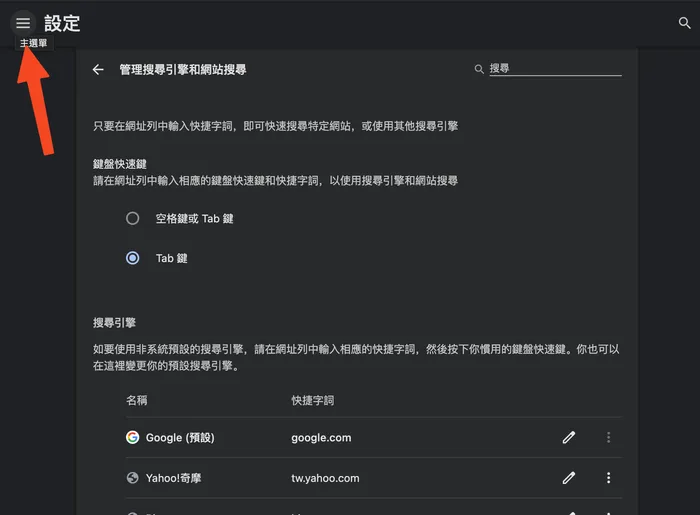 設定
主選單
管理搜尋引擎和網站搜尋
搜尋
只要在網址列中輸入快捷字詞，即可快速搜尋特定網站，或使用其他搜尋引擎
鍵盤快速鍵
請在網址列中輸入相應的鍵盤快速鍵和快捷字詞，以使用搜尋引擎和網站搜尋
空格鍵或 Tab 鍵
Tab 鍵
搜尋引擎
如要使用非系統預設的搜尋引擎，請在網址列中輸入相應的快捷字詞，然後按下你慣用的鍵盤快速鍵。你也可以
在這裡變更你的預設搜尋引擎。
名稱 快捷字詞
Google (預設) google.com
Yahoo!奇摩 tw.yahoo.com